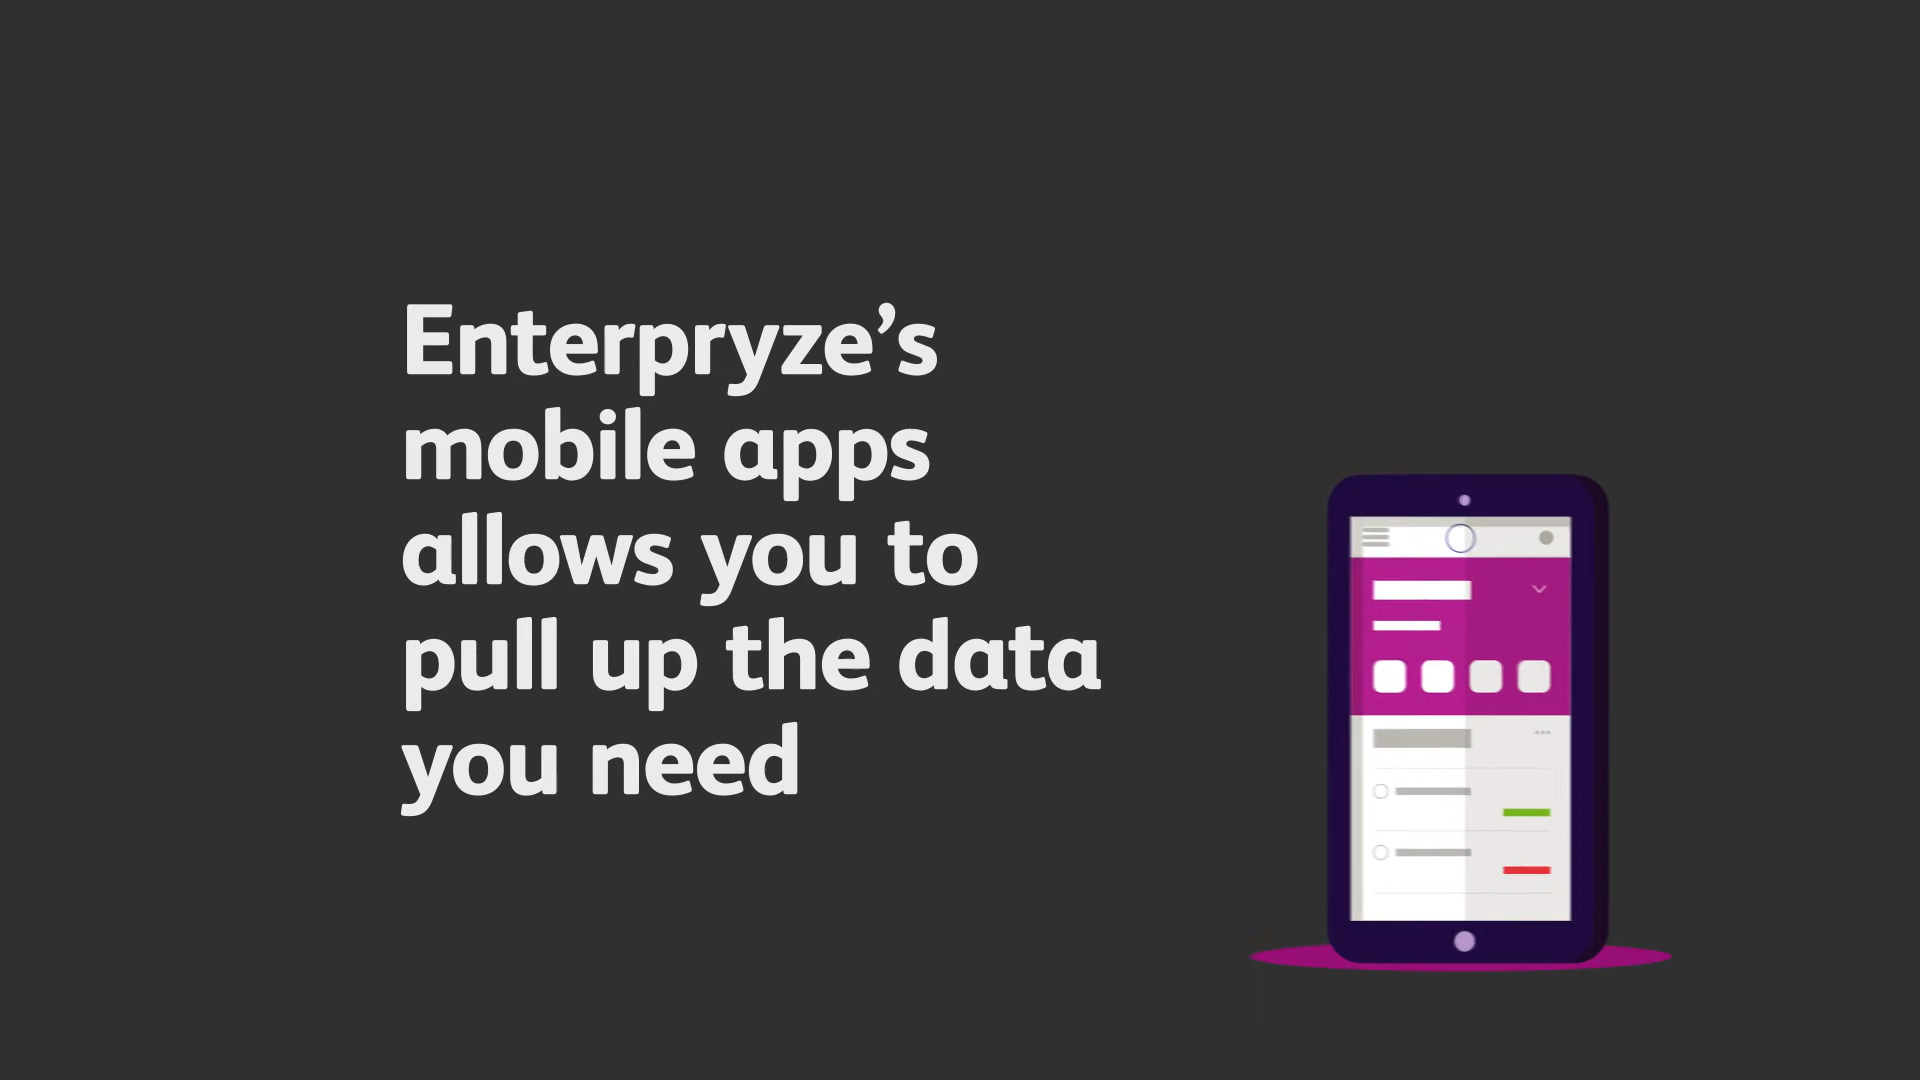 Enterpryze’s
mobile apps
allows you to
pull up the data
you need